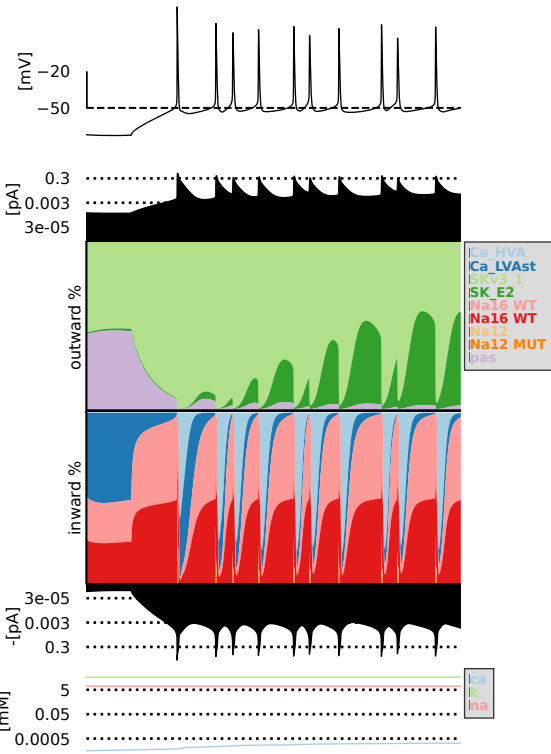 [mV]
−20
−50
[pA]
0.3
0.003
3e-05
outward %
Ca_HVA
Ca_LVAst
SKv3_1
SK_E2
Na16 WT
Na16 WT
Na12
Na12 MUT
pas
inward %
-[pA]
3e-05
0.003
0.3
[mM]
5
0.05
0.0005
ca
k
na